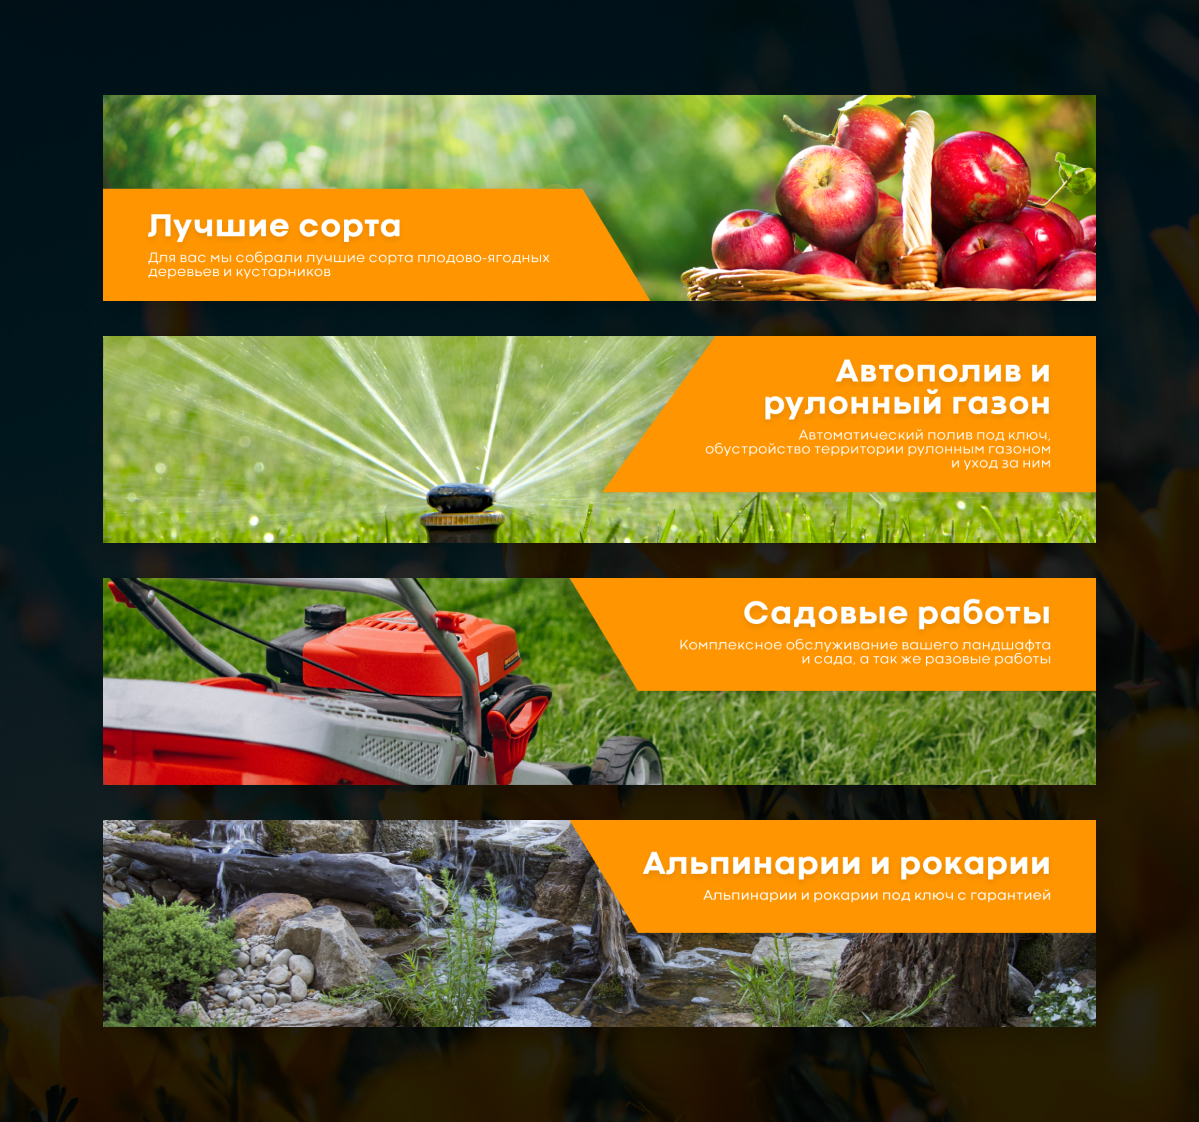 Лучшие сорта
Для вас мы собрали лучшие сорта плодово-ягодных
деревьев и кустарников
Автополив и
рулонный газон
Автоматический полив под ключ,
обустройство территории рулонным газоном
и уход за ним
Садовые работы
Комплексное обслуживание вашего ландшафта
и сада, а так же разовые работы
Альпинарии и рокарии
Альпинарии и рокарии под ключ с гарантией